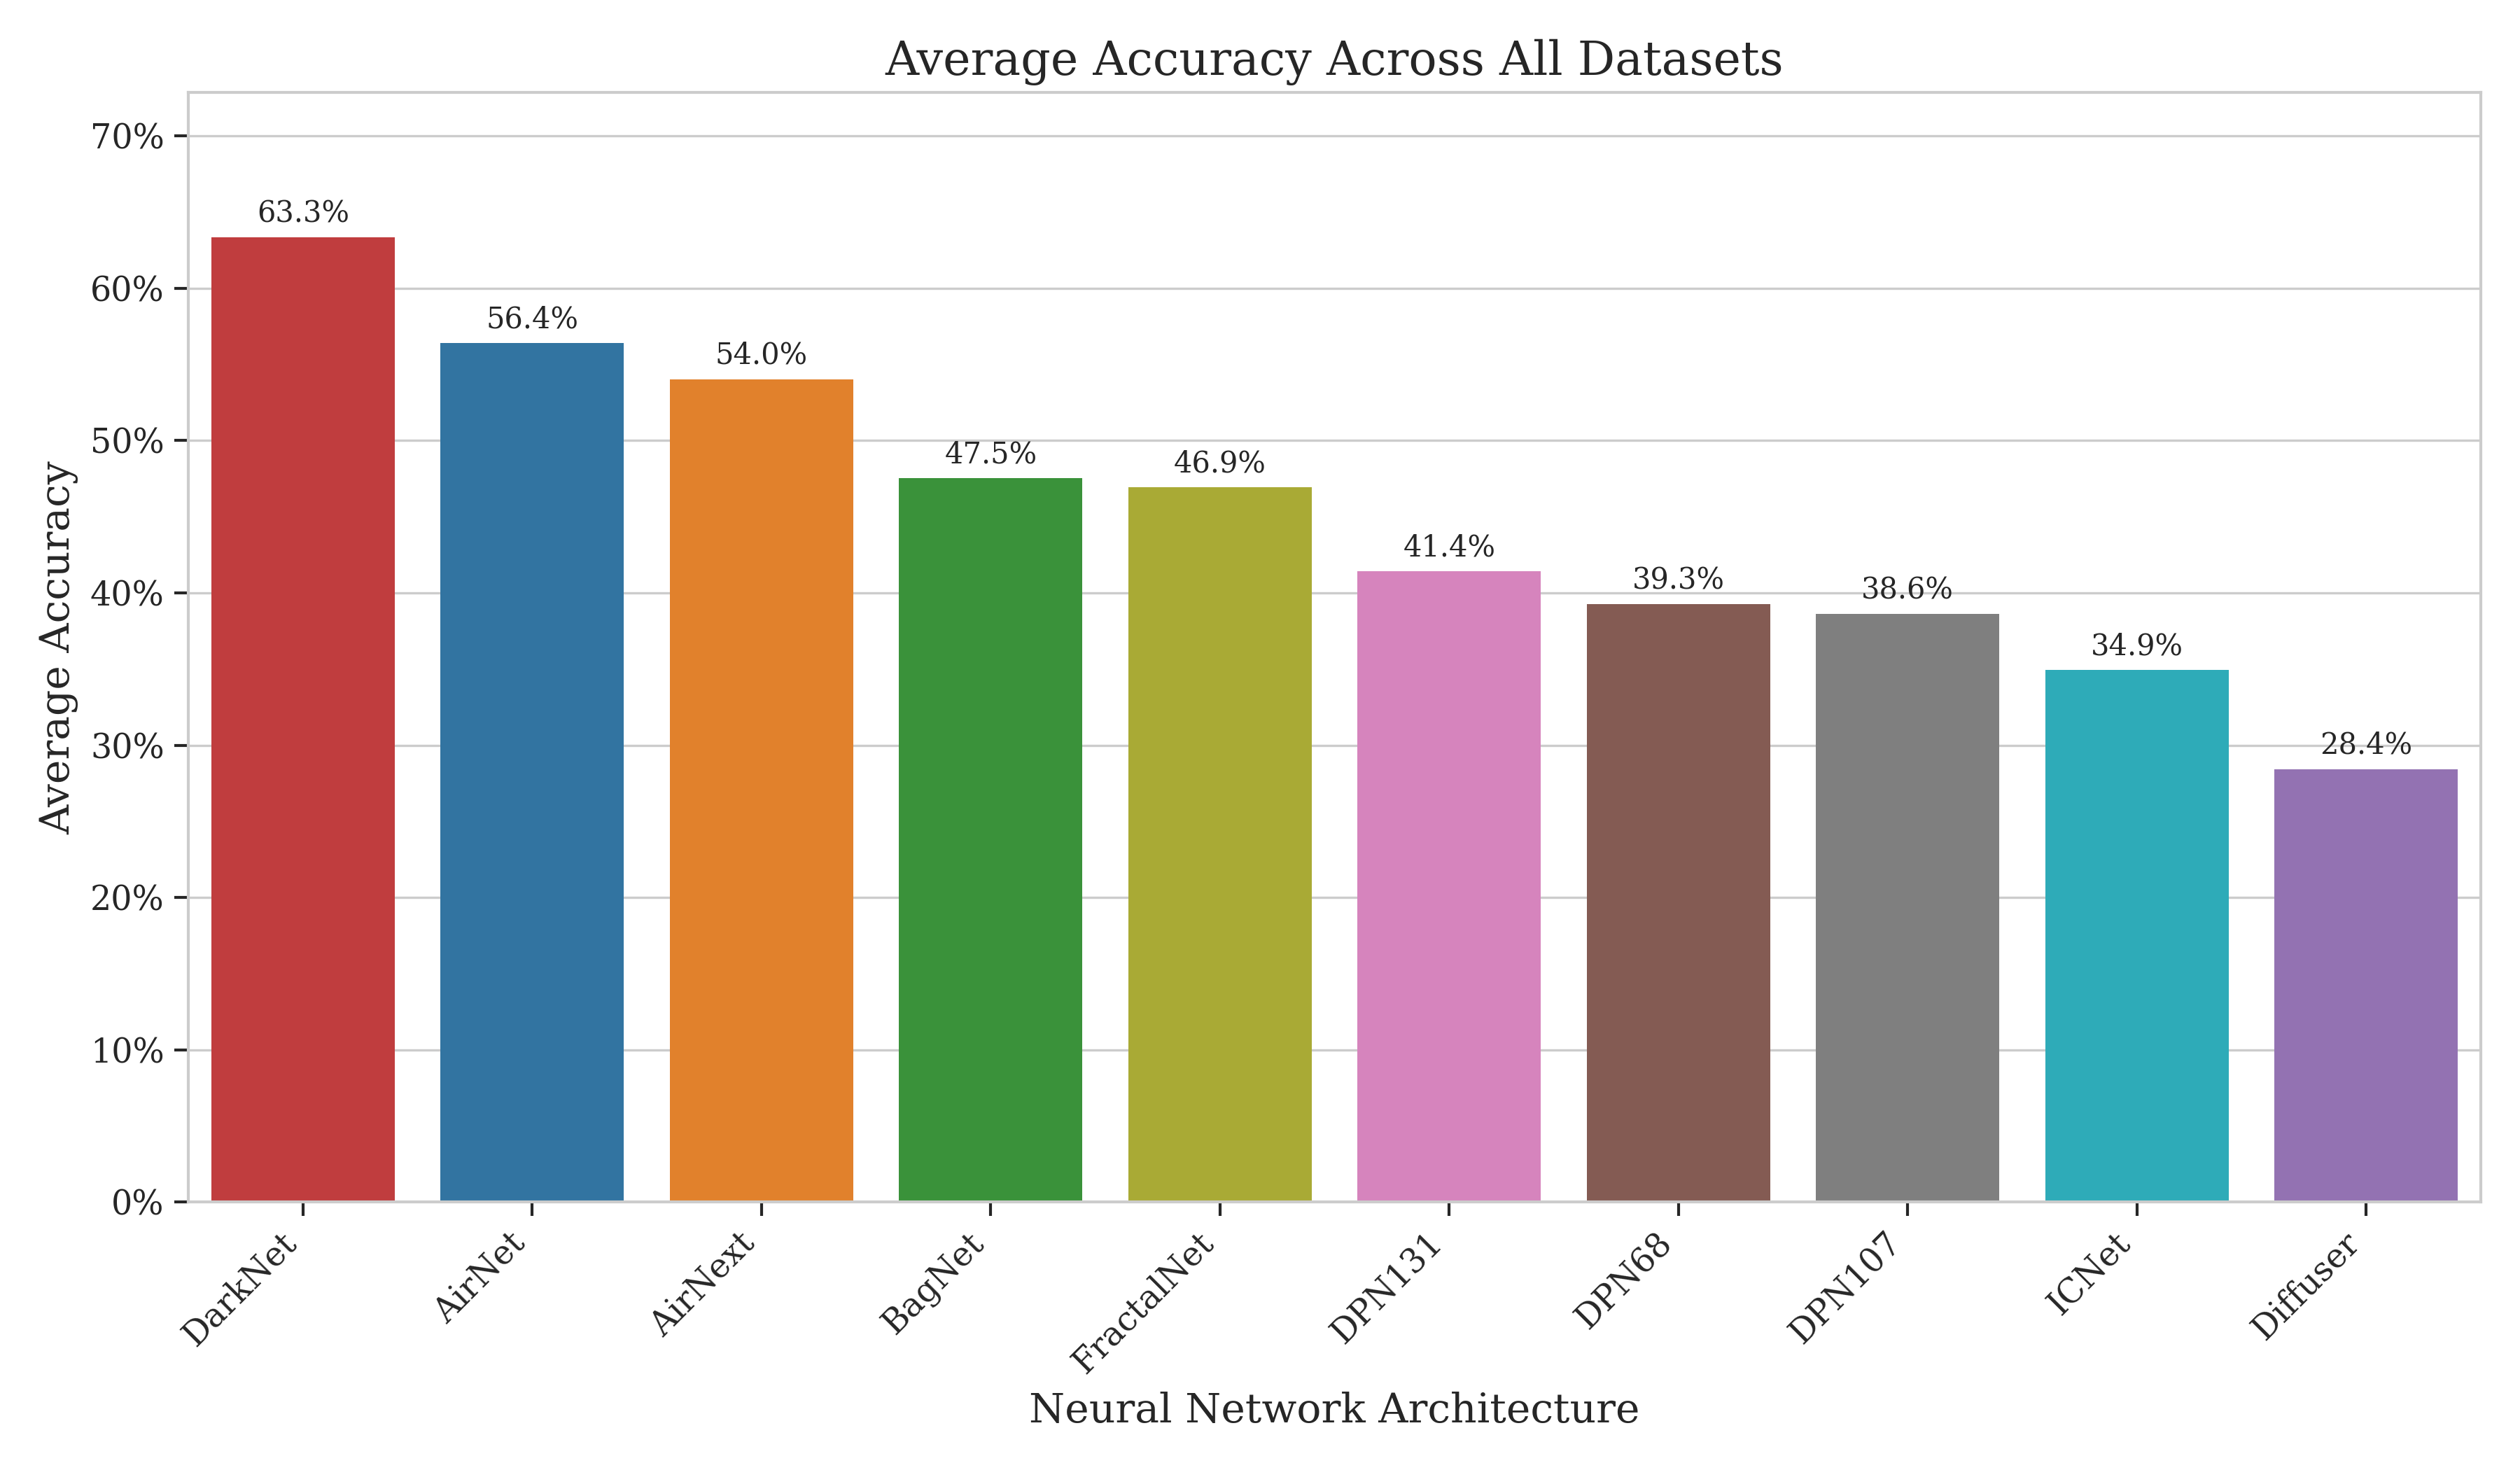 Average Accuracy Across All Datasets
70%
60%
50%
40%
30%
20%
10%
0%
Average Accuracy
63.3%
56.4%
54.0%
47.5%
46.9%
41.4%
39.3%
38.6%
34.9%
28.4%
DarkNet
AirNet
AirNext
BagNet
FractalNet
DPN131
DPN68
DPN107
ICNet
Diffuser
Neural Network Architecture